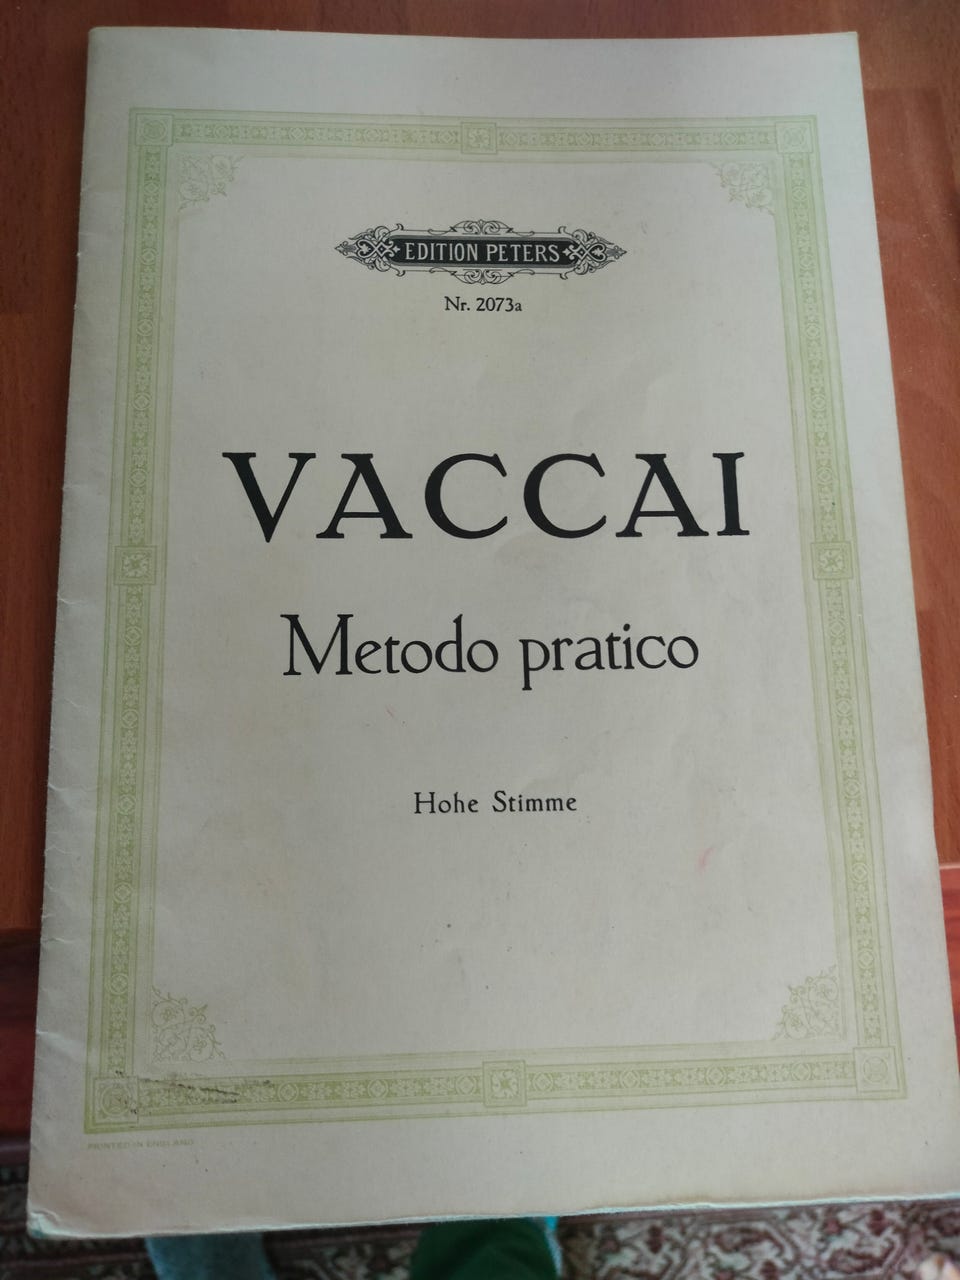 EDITION PETERS
Nr. 2073a
VACCAI
Metodo pratico
Hohe Stimme
PRINTED IN ENGLAND